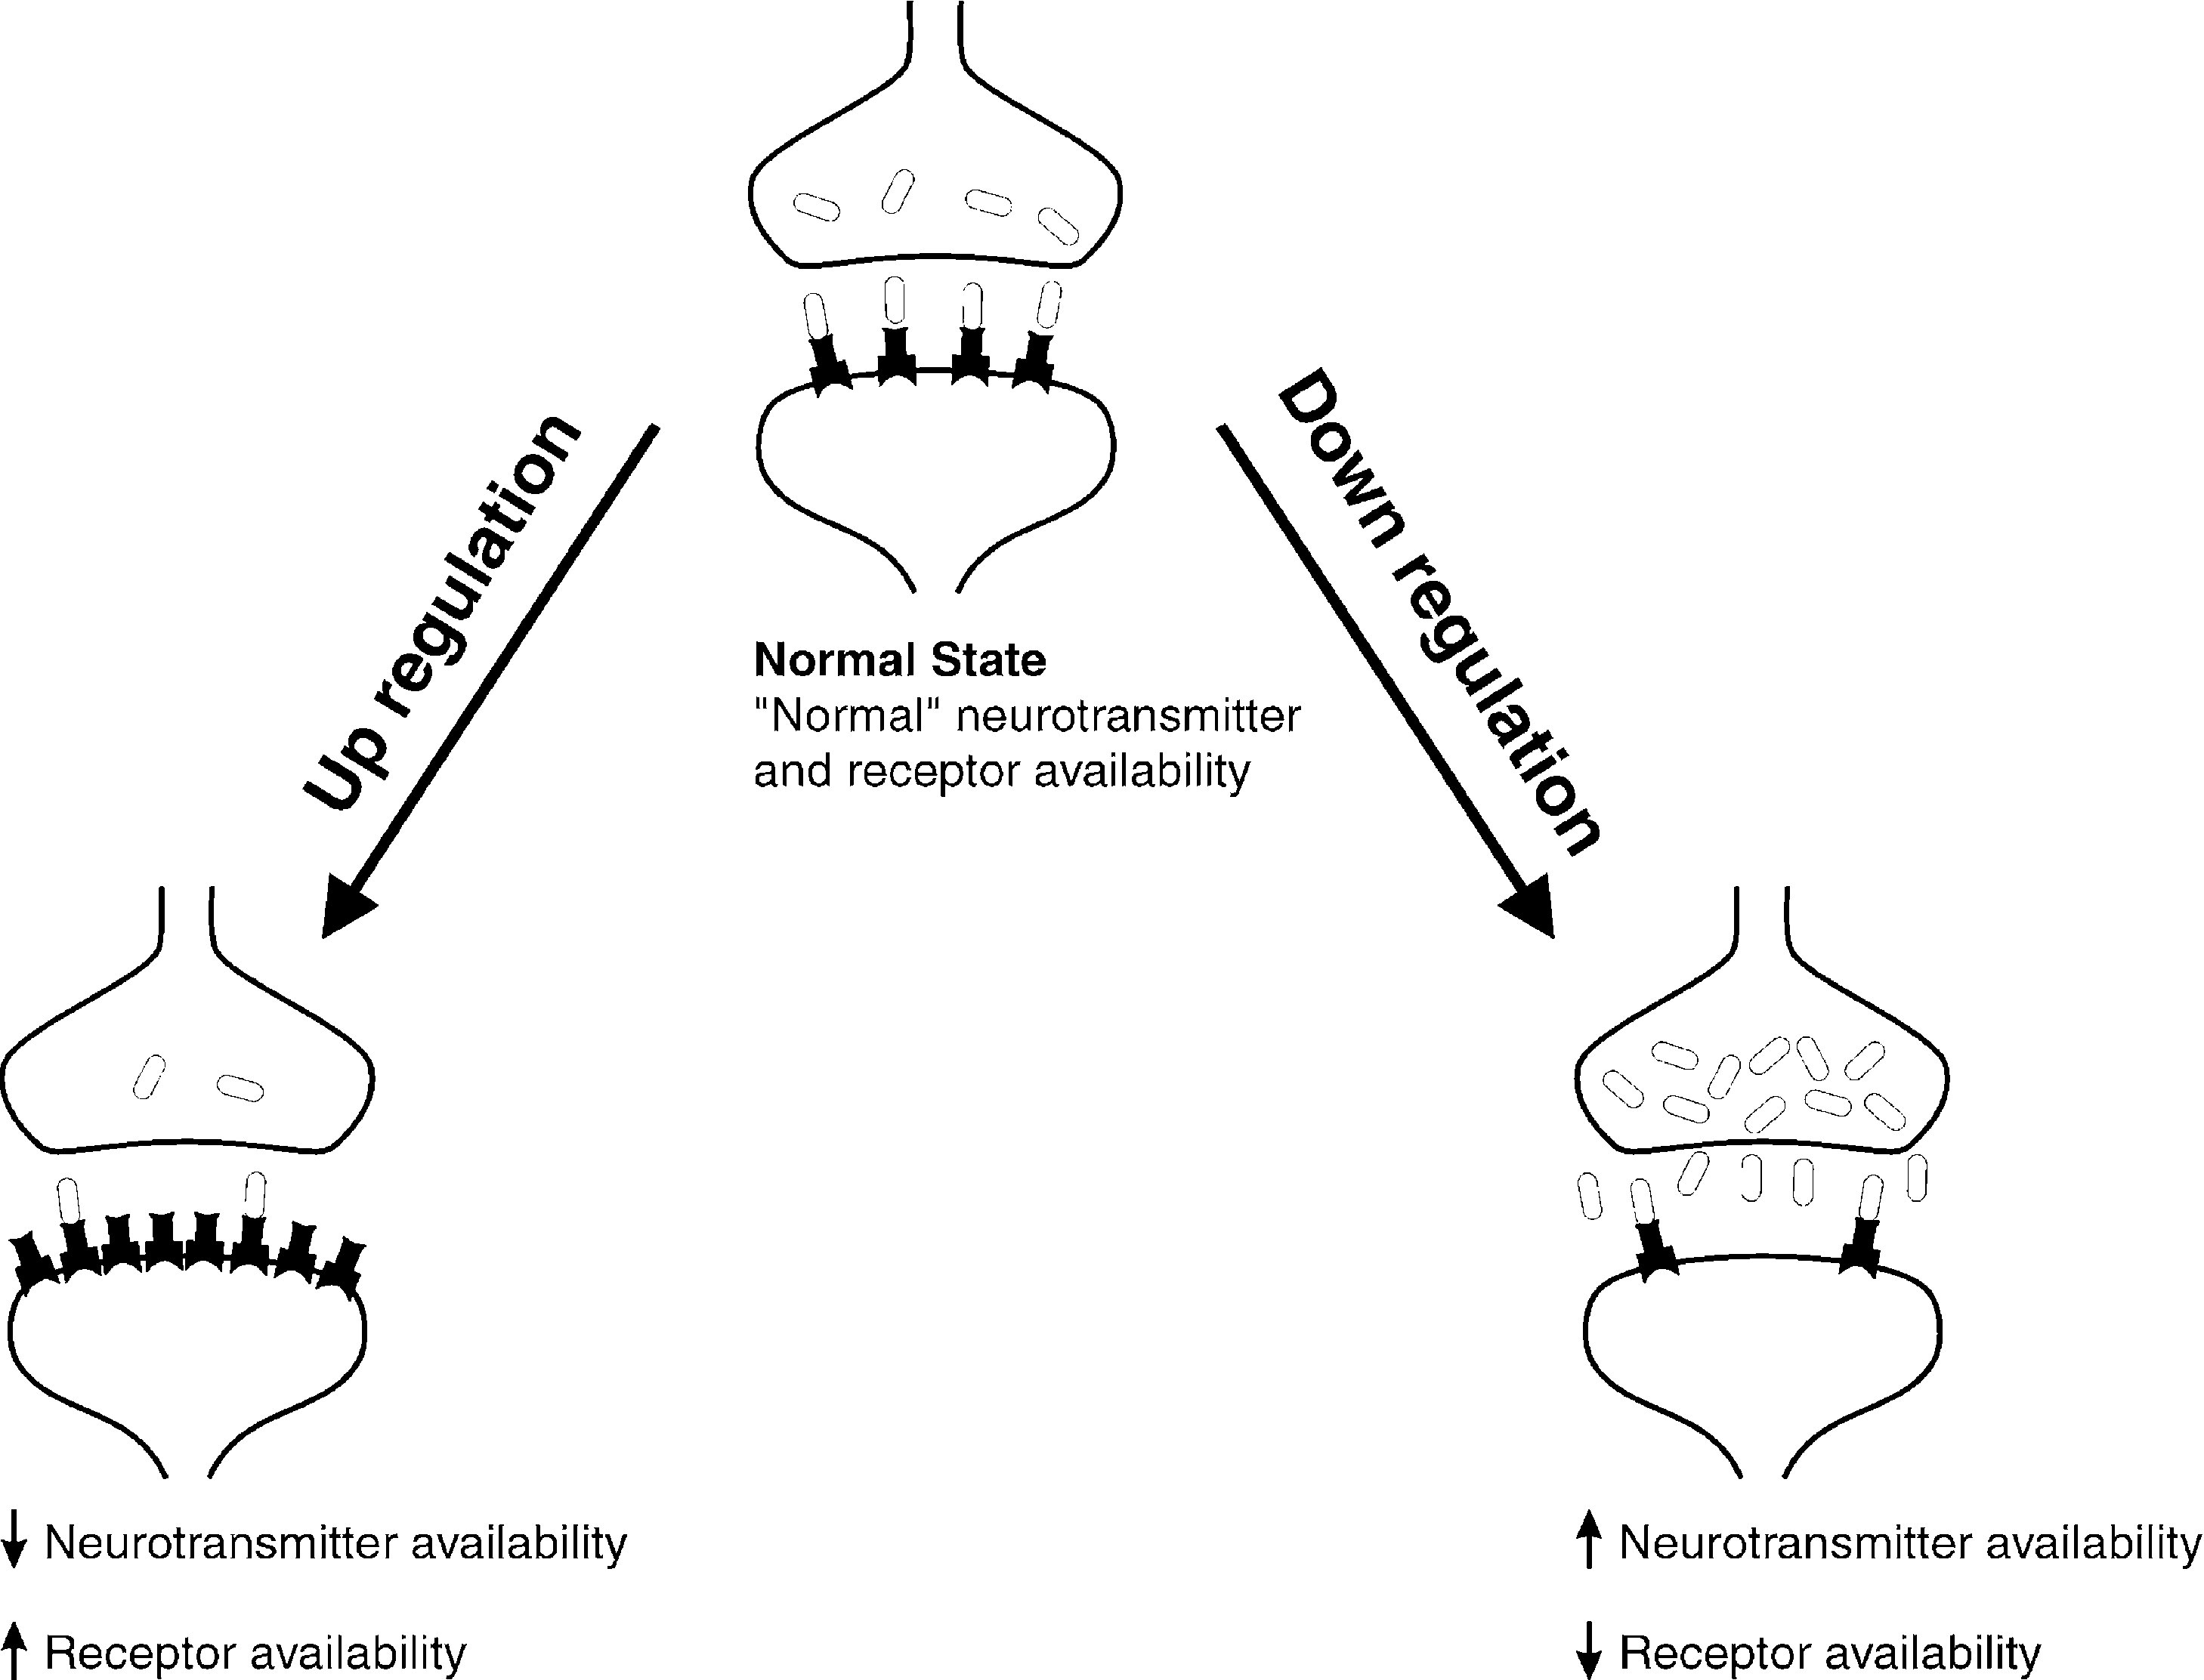 Up regulation
Down regulation
Normal State
"Normal" neurotransmitter
and receptor availability
↓ Neurotransmitter availability
↑ Receptor availability
↑ Neurotransmitter availability
↓ Receptor availability